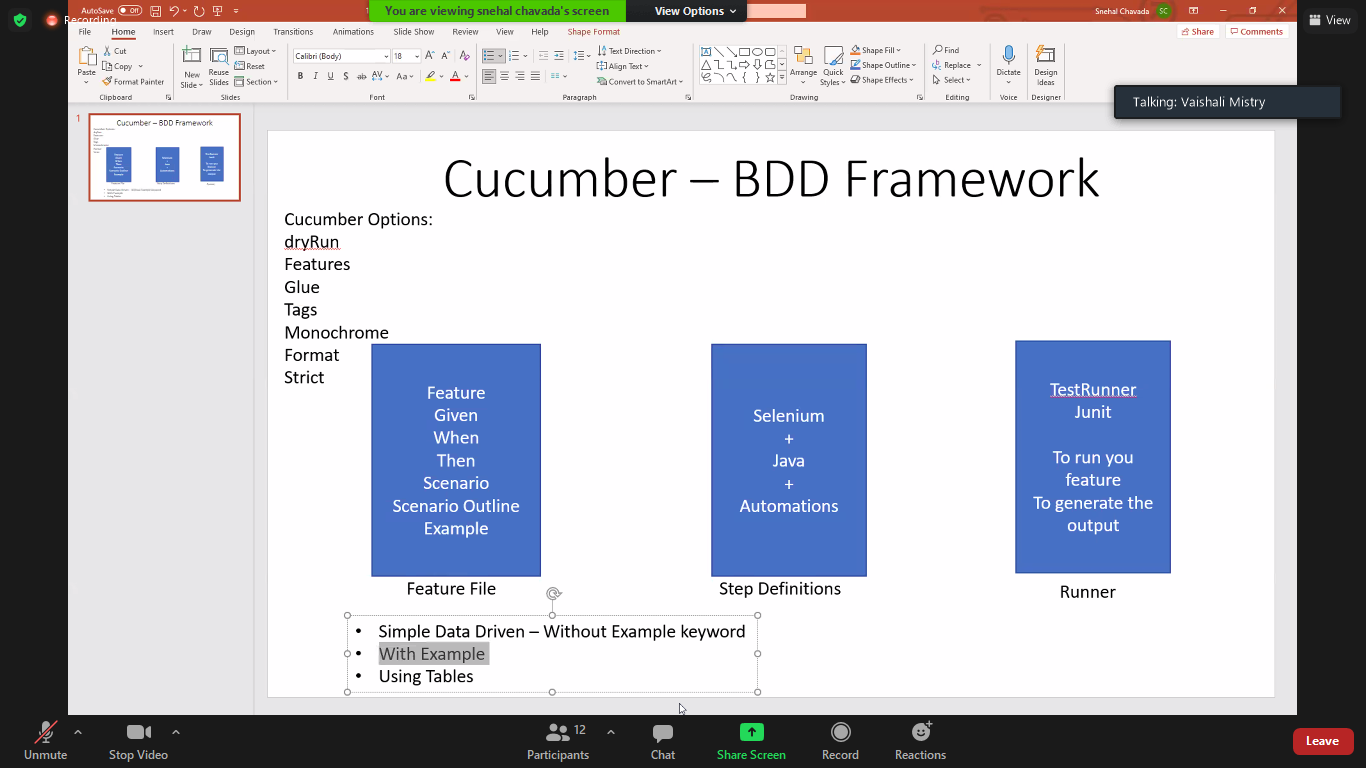 AutoSave Off
Recording
You are viewing snehal chavada's screen
View Options
Snehal Chavada
SC
View
File Home Insert Draw Design Transitions Animations Slide Show Review View Help Shape Format
Share
Comments
Paste
Cut
Copy
Format Painter
Clipboard
New Slide
Reuse Slides
Layout
Reset
Section
Slides
Calibri (Body)
18
Font
Text Direction
Align Text
Convert to SmartArt
Paragraph
Arrange
Quick Styles
Shape Fill
Shape Outline
Shape Effects
Drawing
Find
Replace
Select
Editing
Dictate
Voice
Design Ideas
Designer
Talking: Vaishali Mistry
1
Cucumber – BDD Framework
Cucumber – BDD Framework
Cucumber Options:
dryRun
Features
Glue
Tags
Monochrome
Format
Strict
Feature
Given
When
Then
Scenario
Scenario Outline
Example
Feature File
Selenium
+
Java
+
Automations
Step Definitions
TestRunner
Junit
To run you
feature
To generate the
output
Runner
• Simple Data Driven – Without Example keyword
• With Example
• Using Tables
Unmute
Stop Video
Participants
12
Chat
Share Screen
Record
Reactions
Leave